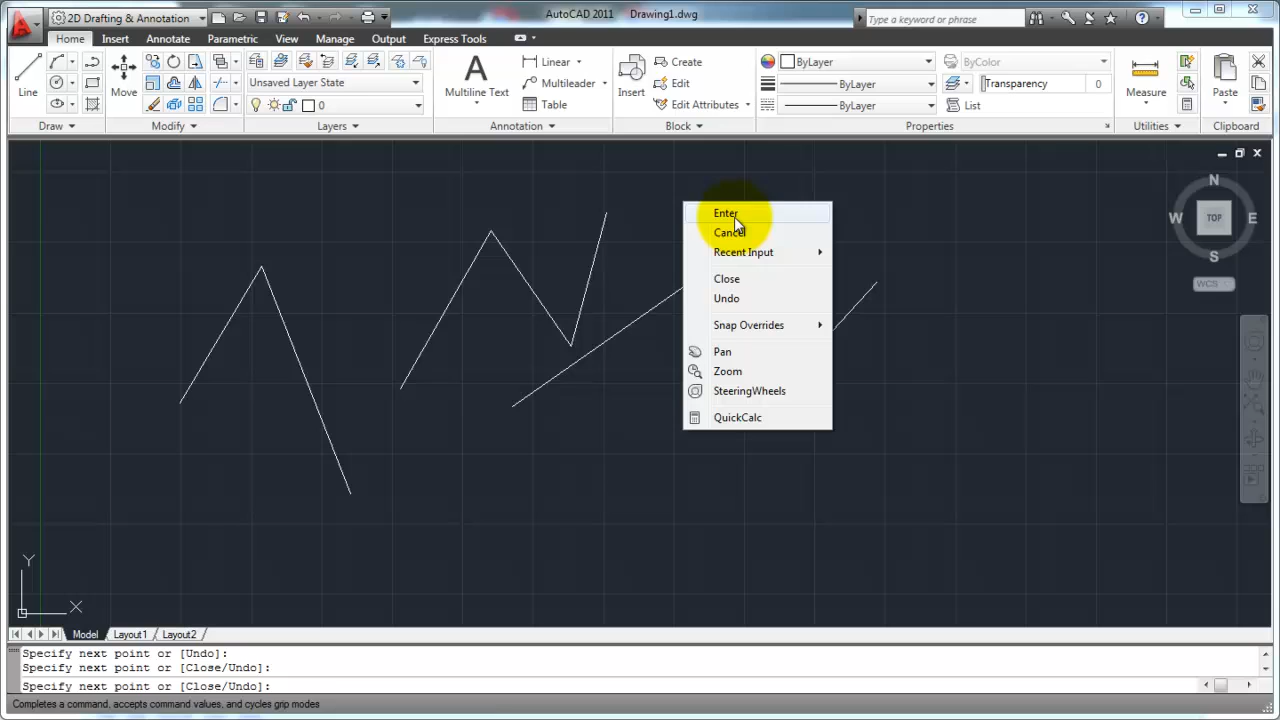 2D Drafting & Annotation
AutoCAD 2011 Drawing1.dwg
Type a keyword or phrase
Home Insert Annotate Parametric View Manage Output Express Tools
Line
Move
Unsaved Layer State
0
A
Multiline Text
Linear
Multileader
Table
Insert
Create
Edit
Edit Attributes
ByLayer
ByLayer
ByLayer
ByColor
Transparency 0
List
Measure
Paste
Draw Modify Layers Annotation Block Properties Utilities Clipboard
N
W TOP E
S
WCS
Enter
Cancel
Recent Input
Close
Undo
Snap Overrides
Pan
Zoom
SteeringWheels
QuickCalc
Y
X
Model Layout1 Layout2
Specify next point or [Undo]:
Specify next point or [Close/Undo]:
Specify next point or [Close/Undo]:
Completes a command, accepts command values, and cycles grip modes